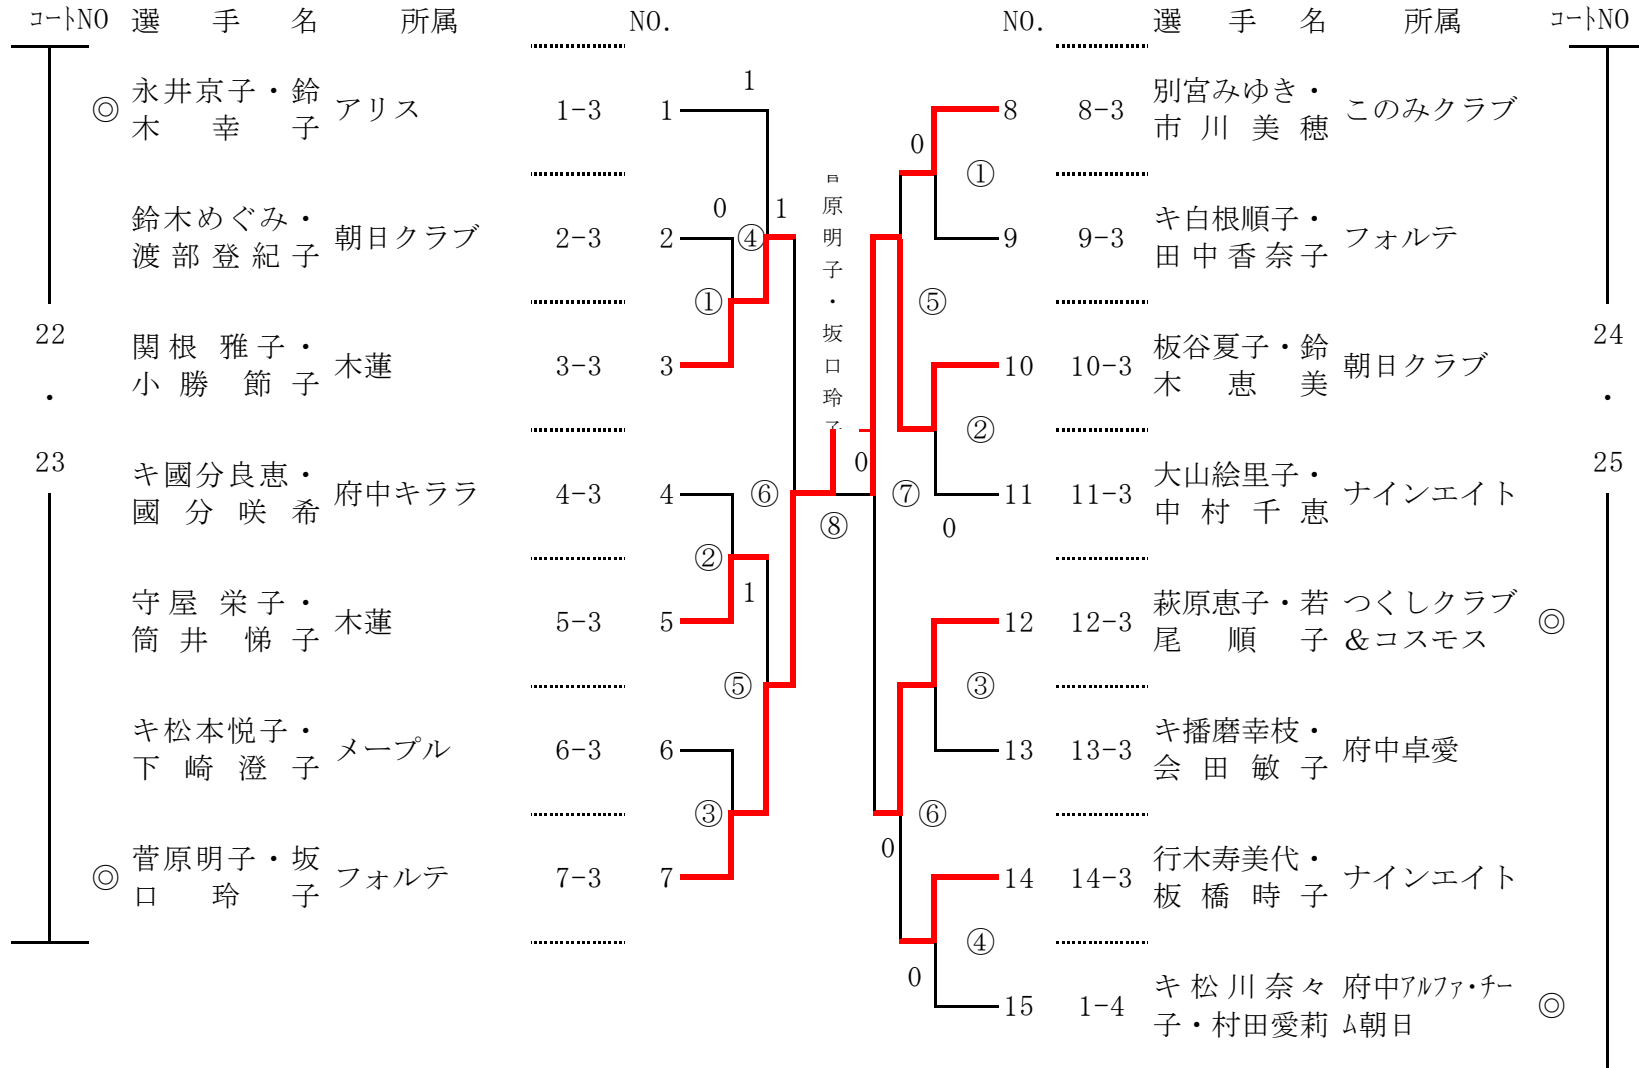 コートNO 選 手 名 所属 NO. NO. 選 手 名 所属 コートNO
◎ 永井京子・鈴
木 幸 子 アリス 1-3 1
鈴木めぐみ・
渡部登紀子 朝日クラブ 2-3 2
関根 雅子・
小勝 節子 木蓮 3-3 3
キ國分良恵・
國分咲希 府中キララ 4-3 4
守屋 栄子・
筒井 悌子 木蓮 5-3 5
キ松本悦子・
下崎澄子 メープル 6-3 6
◎ 菅原明子・坂
口 玲 子 フォルテ 7-3 7
22
・
23
1
0
1
④
①
⑥
②
1
⑤
③
菅原明子・坂口玲子
⑧
0
8 8-3 別宮みゆき・
市川美穂 このみクラブ
9 9-3 キ白根順子・
田中香奈子 フォルテ
10 10-3 板谷夏子・鈴
木 恵 美 朝日クラブ
11 11-3 大山絵里子・
中村千恵 ナインエイト
12 12-3 萩原恵子・若
尾 順 子 つくしクラブ
&コスモス ◎
13 13-3 キ播磨幸枝・
会田敏子 府中卓愛
14 14-3 行木寿美代・
板橋時子 ナインエイト
15 1-4 キ松川奈々
子・村田愛莉 府中アルファ・チー
ム朝日 ◎
0
①
⑤
②
⑦
0
③
⑥
0
④
0
24
・
25